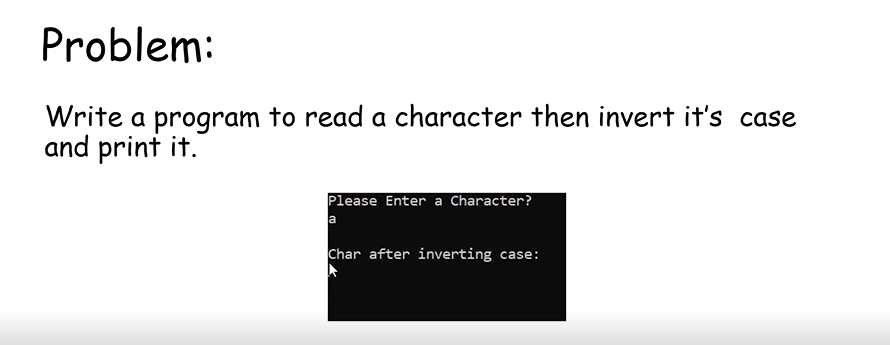 Problem:
Write a program to read a character then invert it's case
and print it.
Please Enter a Character?
a
Char after inverting case: